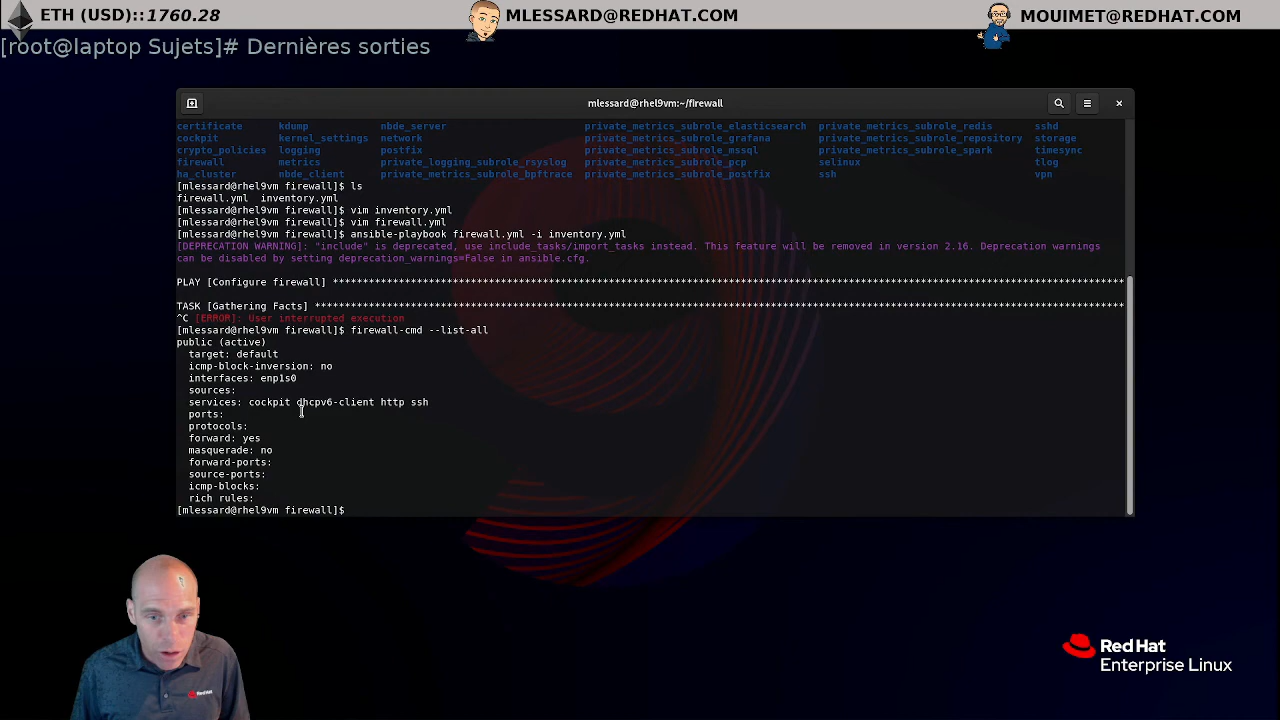 ETH (USD)::1760.28
MLESSARD@REDHAT.COM
MOUIMET@REDHAT.COM
[root@laptop Sujets]# Dernières sorties
mlessard@rhel9vm:~/firewall
certificate kdump nbde_server private_metrics_subrole_elasticsearch private_metrics_subrole_redis sshd
cockpit kernel_settings network private_metrics_subrole_grafana private_metrics_subrole_repository storage
crypto_policies logging postfix private_metrics_subrole_mssql private_metrics_subrole_spark timesync
firewall metrics private_logging_subrole_rsyslog private_metrics_subrole_pcp selinux tlog
ha_cluster nbde_client private_metrics_subrole_bpftrace private_metrics_subrole_postfix ssh vpn
[mlessard@rhel9vm firewall]$ ls
firewall.yml inventory.yml
[mlessard@rhel9vm firewall]$ vim inventory.yml
[mlessard@rhel9vm firewall]$ vim firewall.yml
[mlessard@rhel9vm firewall]$ ansible-playbook firewall.yml -i inventory.yml
[DEPRECATION WARNING]: "include" is deprecated, use include_tasks/import_tasks instead. This feature will be removed in version 2.16. Deprecation warnings
can be disabled by setting deprecation_warnings=False in ansible.cfg.
PLAY [Configure firewall] ************************************************************************************************************************************
TASK [Gathering Facts] ***************************************************************************************************************************************
^C [ERROR]: User interrupted execution
[mlessard@rhel9vm firewall]$ firewall-cmd --list-all
public (active)
target: default
icmp-block-inversion: no
interfaces: enp1s0
sources:
services: cockpit dhcpv6-client http ssh
ports:
protocols:
forward: yes
masquerade: no
forward-ports:
source-ports:
icmp-blocks:
rich rules:
[mlessard@rhel9vm firewall]$
Red Hat
Enterprise Linux